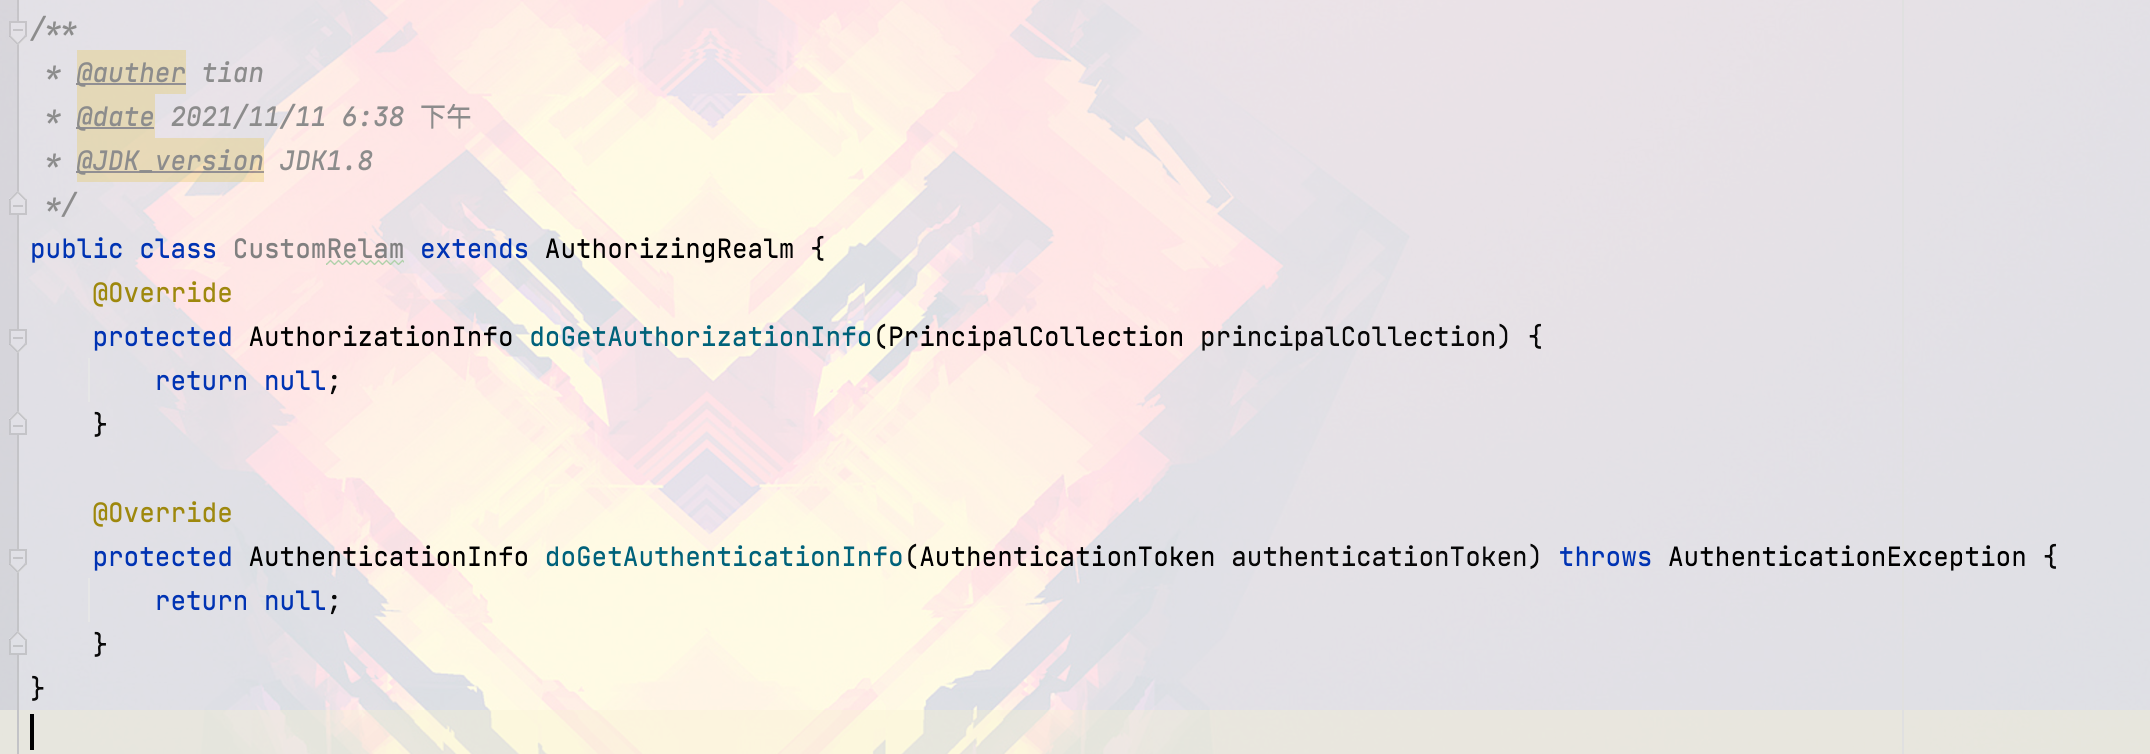 /**
 * @auther tian
 * @date 2021/11/11 6:38 下午
 * @JDK_version JDK1.8
 */
public class CustomRelam extends AuthorizingRealm {
    @Override
    protected AuthorizationInfo doGetAuthorizationInfo(PrincipalCollection principalCollection) {
        return null;
    }

    @Override
    protected AuthenticationInfo doGetAuthenticationInfo(AuthenticationToken authenticationToken) throws AuthenticationException {
        return null;
    }
}